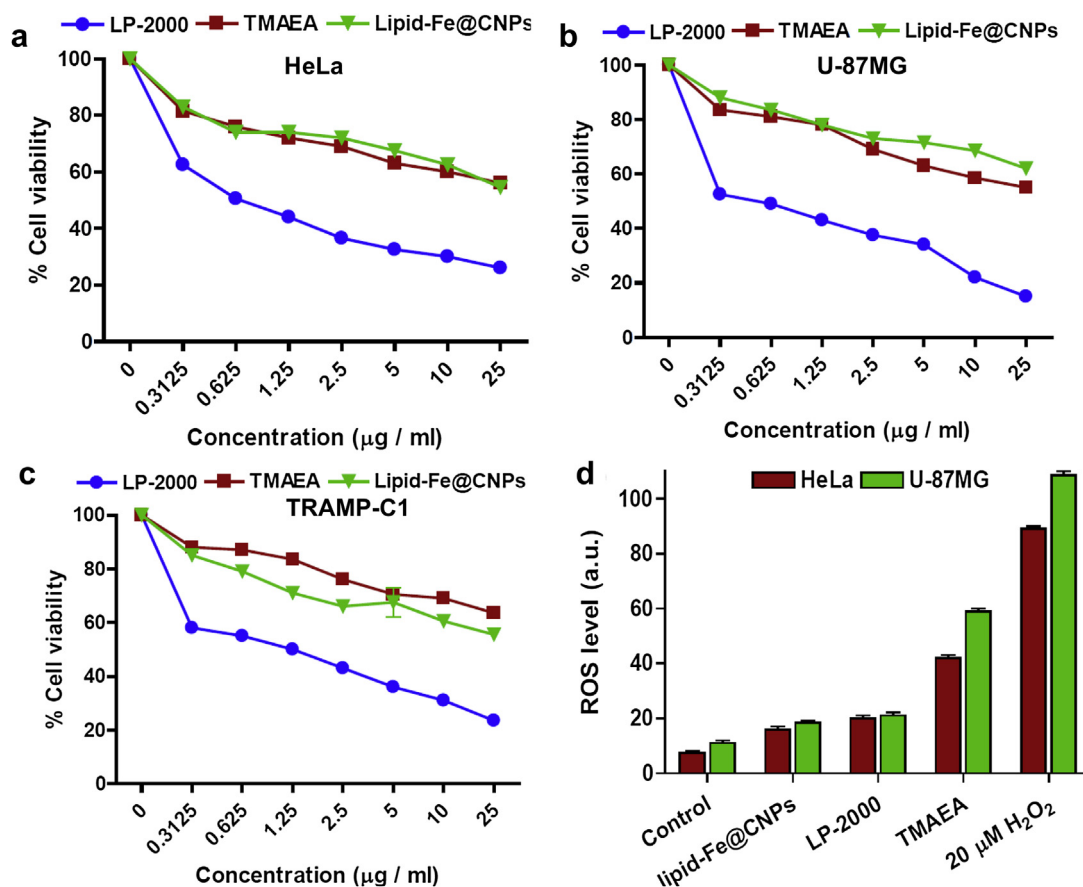 a
LP-2000 TMAEA Lipid-Fe@CNPs
HeLa
% Cell viability
100
80
60
40
20
0
0 0.3125 0.625 1.25 2.5 5 10 25
Concentration (μg / ml)
b
LP-2000 TMAEA Lipid-Fe@CNPs
U-87MG
% Cell viability
100
80
60
40
20
0
0 0.3125 0.625 1.25 2.5 5 10 25
Concentration (μg / ml)
c
LP-2000 TMAEA Lipid-Fe@CNPs
TRAMP-C1
% Cell viability
100
80
60
40
20
0
0 0.3125 0.625 1.25 2.5 5 10 25
Concentration (μg / ml)
d
HeLa U-87MG
ROS level (a.u.)
100
80
60
40
20
0
Control lipid-Fe@CNPs LP-2000 TMAEA 20 μM H₂O₂